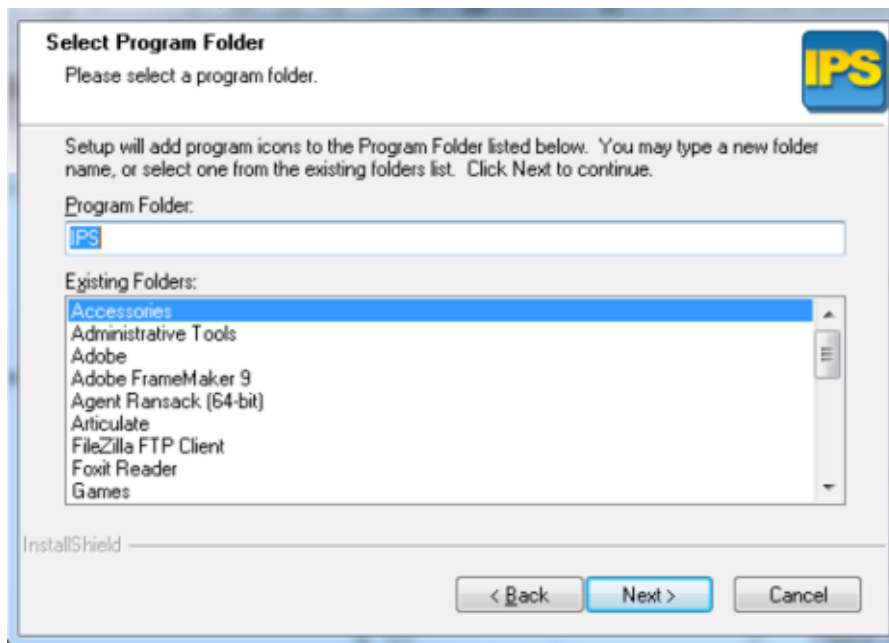 Select Program Folder
Please select a program folder.
IPS
Setup will add program icons to the Program Folder listed below. You may type a new folder
name, or select one from the existing folders list. Click Next to continue.
Program Folder:
IPS
Existing Folders:
Accessories
Administrative Tools
Adobe
Adobe FrameMaker 9
Agent Ransack (64-bit)
Articulate
FileZilla FTP Client
Foxit Reader
Games
InstallShield
< Back
Next >
Cancel